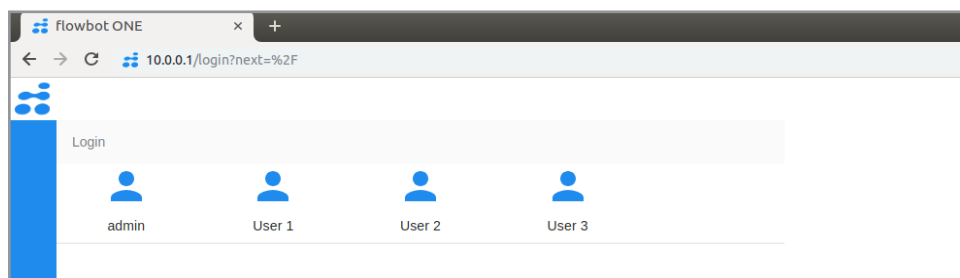 flowbot ONE
10.0.0.1/login?next=%2F
Login
admin User 1 User 2 User 3